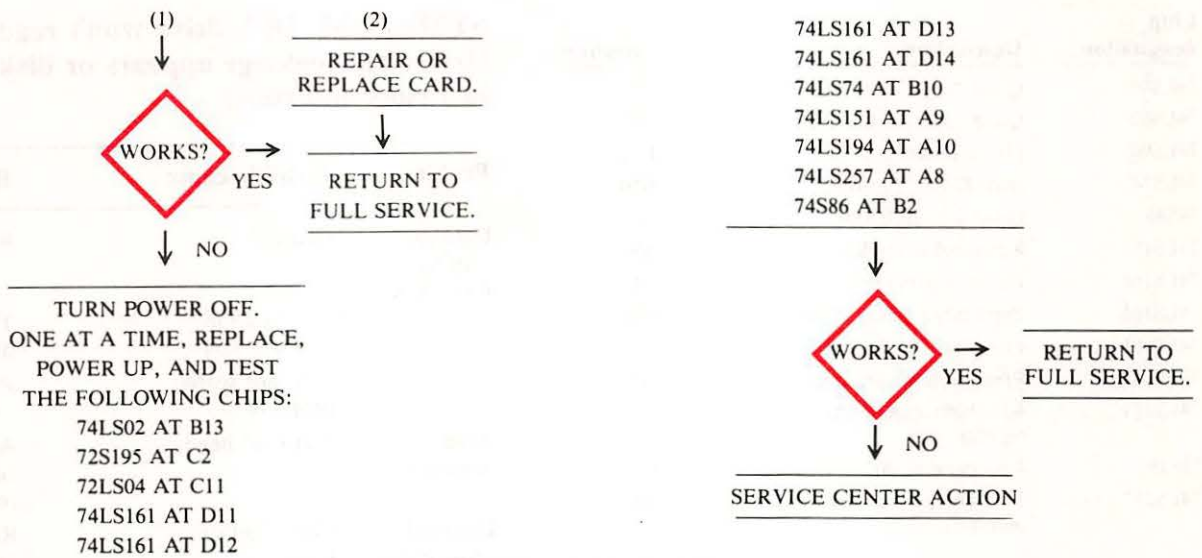 (1)
WORKS?
YES
NO
(2)
REPAIR OR
REPLACE CARD.
RETURN TO
FULL SERVICE.
TURN POWER OFF.
ONE AT A TIME, REPLACE,
POWER UP, AND TEST
THE FOLLOWING CHIPS:
74LS02 AT B13
72S195 AT C2
72LS04 AT C11
74LS161 AT D11
74LS161 AT D12
74LS161 AT D13
74LS161 AT D14
74LS74 AT B10
74LS151 AT A9
74LS194 AT A10
74LS257 AT A8
74S86 AT B2
WORKS?
YES
RETURN TO
FULL SERVICE.
NO
SERVICE CENTER ACTION